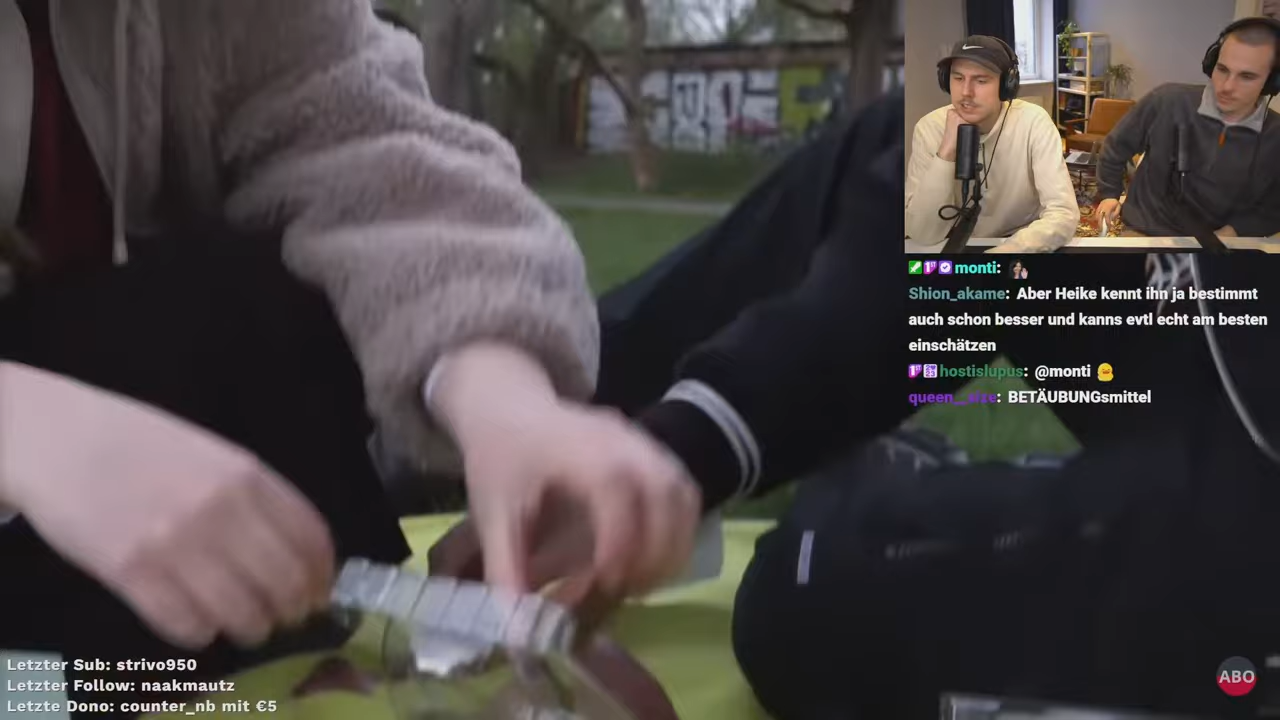 monti:
Shion_akame: Aber Heike kennt ihn ja bestimmt
auch schon besser und kanns evtl echt am besten
einschätzen
hostislupus: @monti
BETÄUBUNGsmittel
Letzter Sub: strivo950
Letzter Follow: naakmautz
Letzte Dono: counter_nb mit €5
ABO